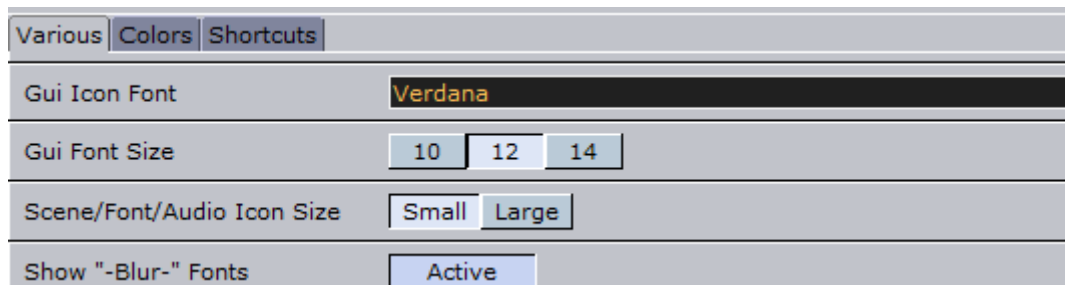 Various Colors Shortcuts
Gui Icon Font Verdana
Gui Font Size 10 12 14
Scene/Font/Audio Icon Size Small Large
Show "-Blur-" Fonts Active